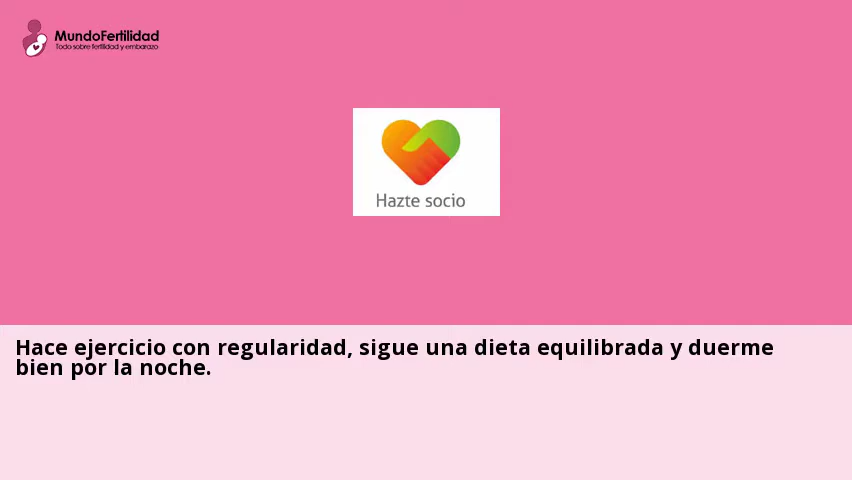 MundoFertilidad
Todo sobre fertilidad y embarazo
Hazte socio
Hace ejercicio con regularidad, sigue una dieta equilibrada y duerme
bien por la noche.